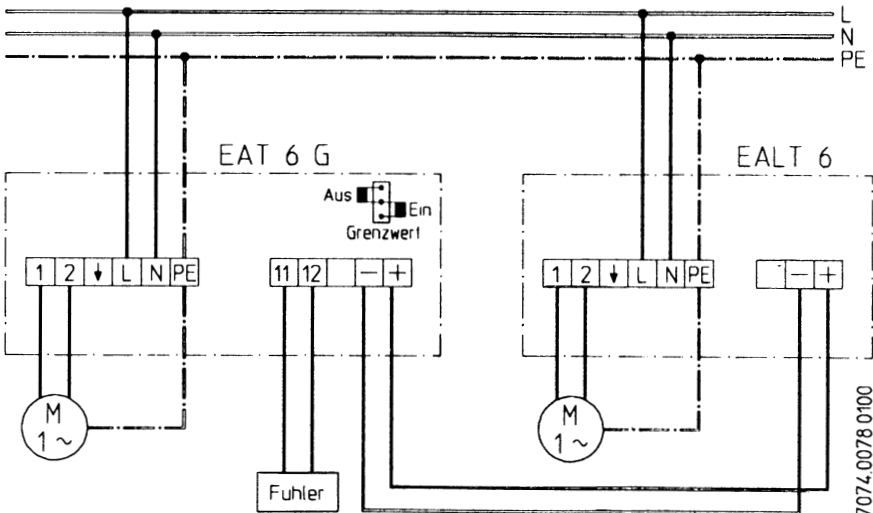 L
N
PE
EAT 6 G
EALT 6
Aus
Ein
Grenzwert
1 2 ↓ L N PE
11 12 − +
1 2 ↓ L N PE
− +
M
1 ~
M
1 ~
Fuhler
7074.0078 0100